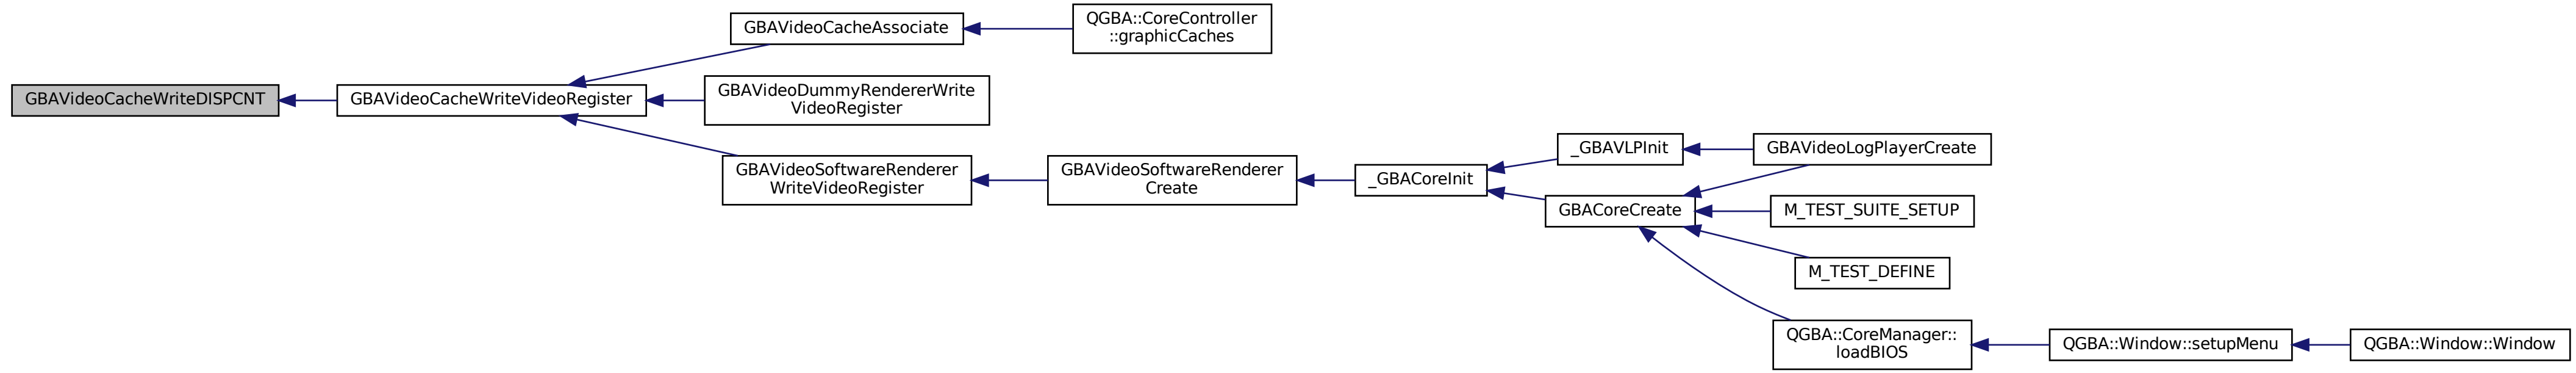 GBAVideoCacheWriteDISPCNT
GBAVideoCacheWriteVideoRegister
GBAVideoCacheAssociate
QGBA::CoreController
::graphicCaches
GBAVideoDummyRendererWrite
VideoRegister
GBAVideoSoftwareRenderer
WriteVideoRegister
GBAVideoSoftwareRenderer
Create
_GBACoreInit
_GBAVLPInit
GBAVideoLogPlayerCreate
GBACoreCreate
M_TEST_SUITE_SETUP
M_TEST_DEFINE
QGBA::CoreManager::
loadBIOS
QGBA::Window::setupMenu
QGBA::Window::Window